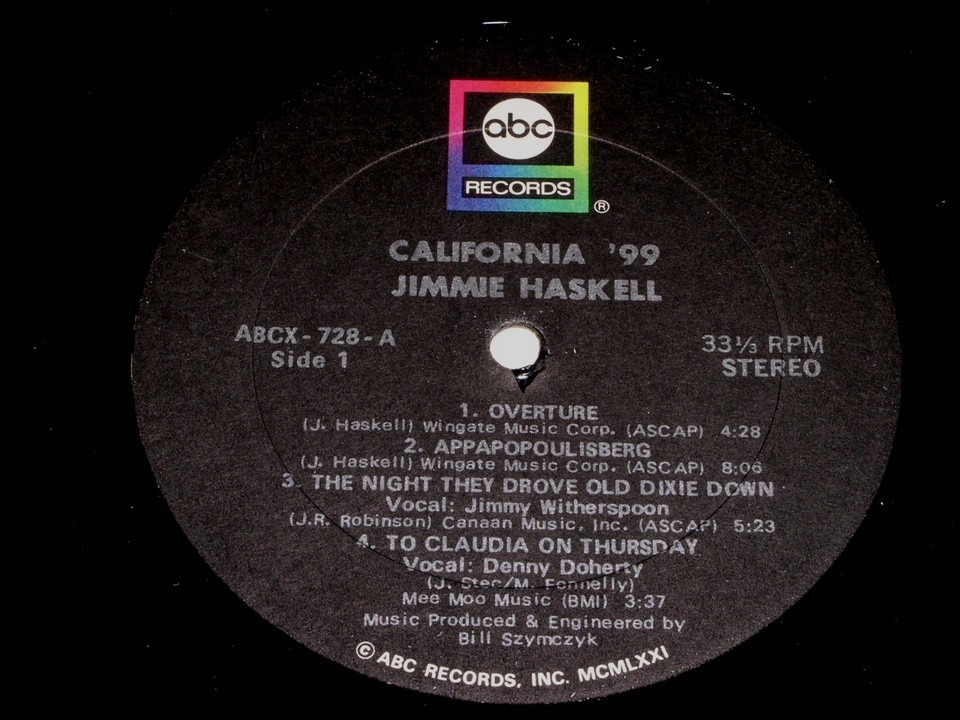 abc
RECORDS
®
CALIFORNIA '99
JIMMIE HASKELL
ABCX-728-A
Side 1
33⅓ RPM
STEREO
1. OVERTURE
(J. Haskell) Wingate Music Corp. (ASCAP) 4:28
2. APPAPOPOULISBERG
(J. Haskell) Wingate Music Corp. (ASCAP) 8:06
3. THE NIGHT THEY DROVE OLD DIXIE DOWN
Vocal: Jimmy Witherspoon
(J.R. Robinson) Canaan Music, Inc. (ASCAP) 5:23
4. TO CLAUDIA ON THURSDAY
Vocal: Denny Doherty
(J. Stec/M. Fennelly)
Mee Moo Music (BMI) 3:37
Music Produced & Engineered by
Bill Szymczyk
© ABC RECORDS, INC. MCMLXXI